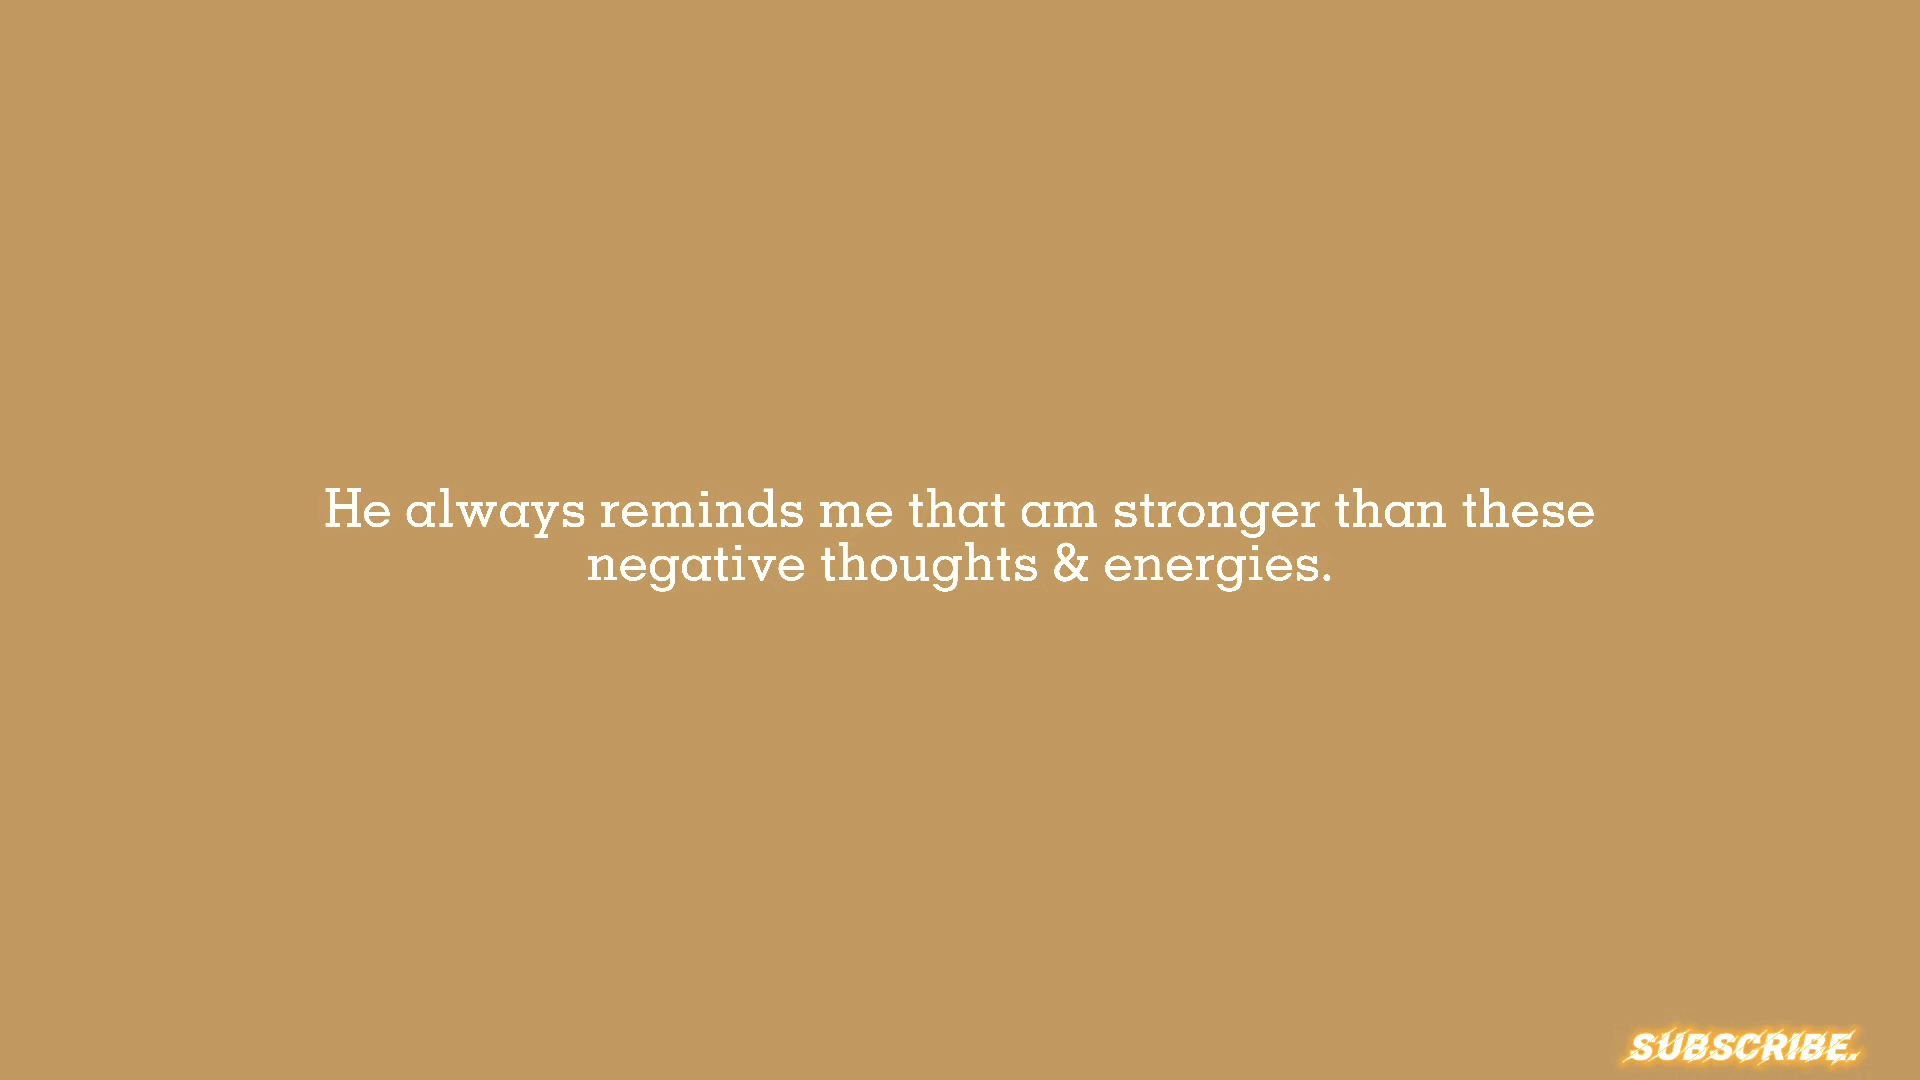 He always reminds me that am stronger than these
negative thoughts & energies.
SUBSCRIBE.